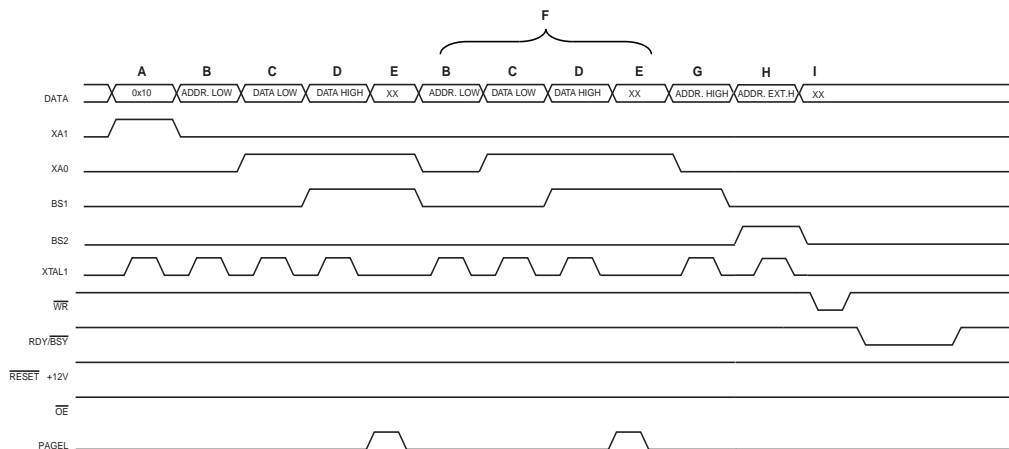 F
A B C D E B C D E G H I
DATA 0x10 ADDR. LOW DATA LOW DATA HIGH XX ADDR. LOW DATA LOW DATA HIGH XX ADDR. HIGH ADDR. EXT.H XX
XA1
XA0
BS1
BS2
XTAL1
WR
RDY/BSY
RESET +12V
OE
PAGEL